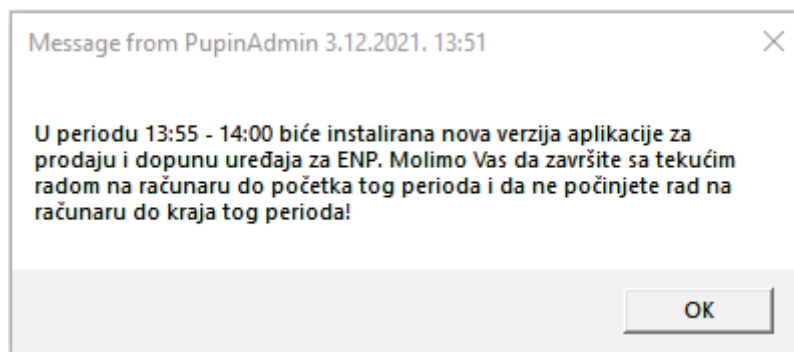 Message from PupinAdmin 3.12.2021. 13:51
U periodu 13:55 - 14:00 biće instalirana nova verzija aplikacije za
prodaju i dopunu uređaja za ENP. Molimo Vas da završite sa tekućim
radom na računaru do početka tog perioda i da ne počinjete rad na
računaru do kraja tog perioda!
OK